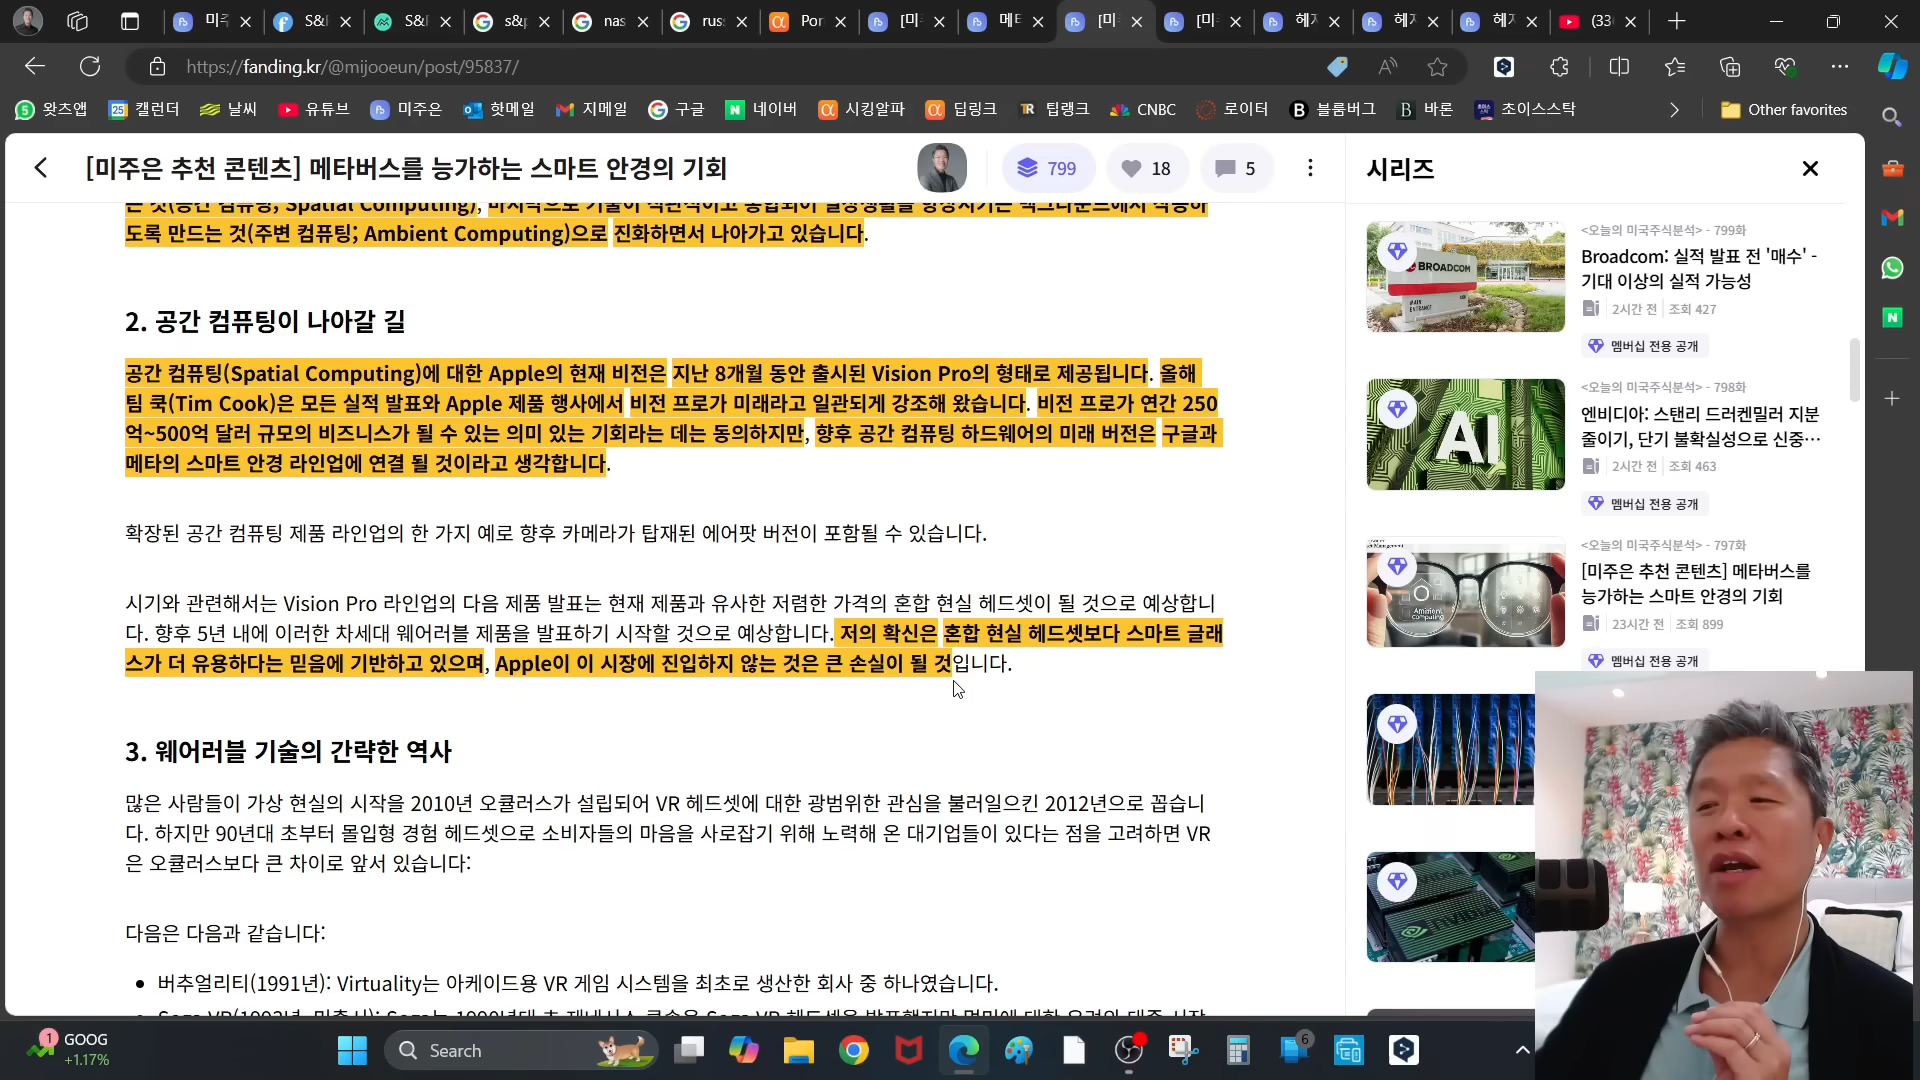 미주
S&
S&
s&p
nas
rus
Por
[미
메타
[미
[미
헤지
헤지
헤지
(33
https://fanding.kr/@mijooeun/post/95837/
왓츠앱
25 캘린더
날씨
유튜브
미주은
핫메일
지메일
구글
N 네이버
시킹알파
딥링크
TR 팁랭크
CNBC
로이터
B 블룸버그
B 바론
초이스스탁
Other favorites
[미주은 추천 콘텐츠] 메타버스를 능가하는 스마트 안경의 기회
799
18
5
시리즈
도록 만드는 것(주변 컴퓨팅; Ambient Computing)으로 진화하면서 나아가고 있습니다.
2. 공간 컴퓨팅이 나아갈 길
공간 컴퓨팅(Spatial Computing)에 대한 Apple의 현재 비전은 지난 8개월 동안 출시된 Vision Pro의 형태로 제공됩니다. 올해
팀 쿡(Tim Cook)은 모든 실적 발표와 Apple 제품 행사에서 비전 프로가 미래라고 일관되게 강조해 왔습니다. 비전 프로가 연간 250
억~500억 달러 규모의 비즈니스가 될 수 있는 의미 있는 기회라는 데는 동의하지만, 향후 공간 컴퓨팅 하드웨어의 미래 버전은 구글과
메타의 스마트 안경 라인업에 연결 될 것이라고 생각합니다.
확장된 공간 컴퓨팅 제품 라인업의 한 가지 예로 향후 카메라가 탑재된 에어팟 버전이 포함될 수 있습니다.
시기와 관련해서는 Vision Pro 라인업의 다음 제품 발표는 현재 제품과 유사한 저렴한 가격의 혼합 현실 헤드셋이 될 것으로 예상합니
다. 향후 5년 내에 이러한 차세대 웨어러블 제품을 발표하기 시작할 것으로 예상합니다. 저의 확신은 혼합 현실 헤드셋보다 스마트 글래
스가 더 유용하다는 믿음에 기반하고 있으며, Apple이 이 시장에 진입하지 않는 것은 큰 손실이 될 것입니다.
3. 웨어러블 기술의 간략한 역사
많은 사람들이 가상 현실의 시작을 2010년 오큘러스가 설립되어 VR 헤드셋에 대한 광범위한 관심을 불러일으킨 2012년으로 꼽습니
다. 하지만 90년대 초부터 몰입형 경험 헤드셋으로 소비자들의 마음을 사로잡기 위해 노력해 온 대기업들이 있다는 점을 고려하면 VR
은 오큘러스보다 큰 차이로 앞서 있습니다:
다음은 다음과 같습니다:
• 버추얼리티(1991년): Virtuality는 아케이드용 VR 게임 시스템을 최초로 생산한 회사 중 하나였습니다.
BROADCOM
MAIN
ENTRANCE
<오늘의 미국주식분석> - 799화
Broadcom: 실적 발표 전 '매수' -
기대 이상의 실적 가능성
2시간 전 | 조회 427
멤버십 전용 공개
AI
<오늘의 미국주식분석> - 798화
엔비디아: 스탠리 드러켄밀러 지분
줄이기, 단기 불확실성으로 신중…
2시간 전 | 조회 463
멤버십 전용 공개
Ambient
Computing
<오늘의 미국주식분석> - 797화
[미주은 추천 콘텐츠] 메타버스를
능가하는 스마트 안경의 기회
23시간 전 | 조회 899
멤버십 전용 공개
NVIDIA
1
GOOG
+1.17%
Search
6